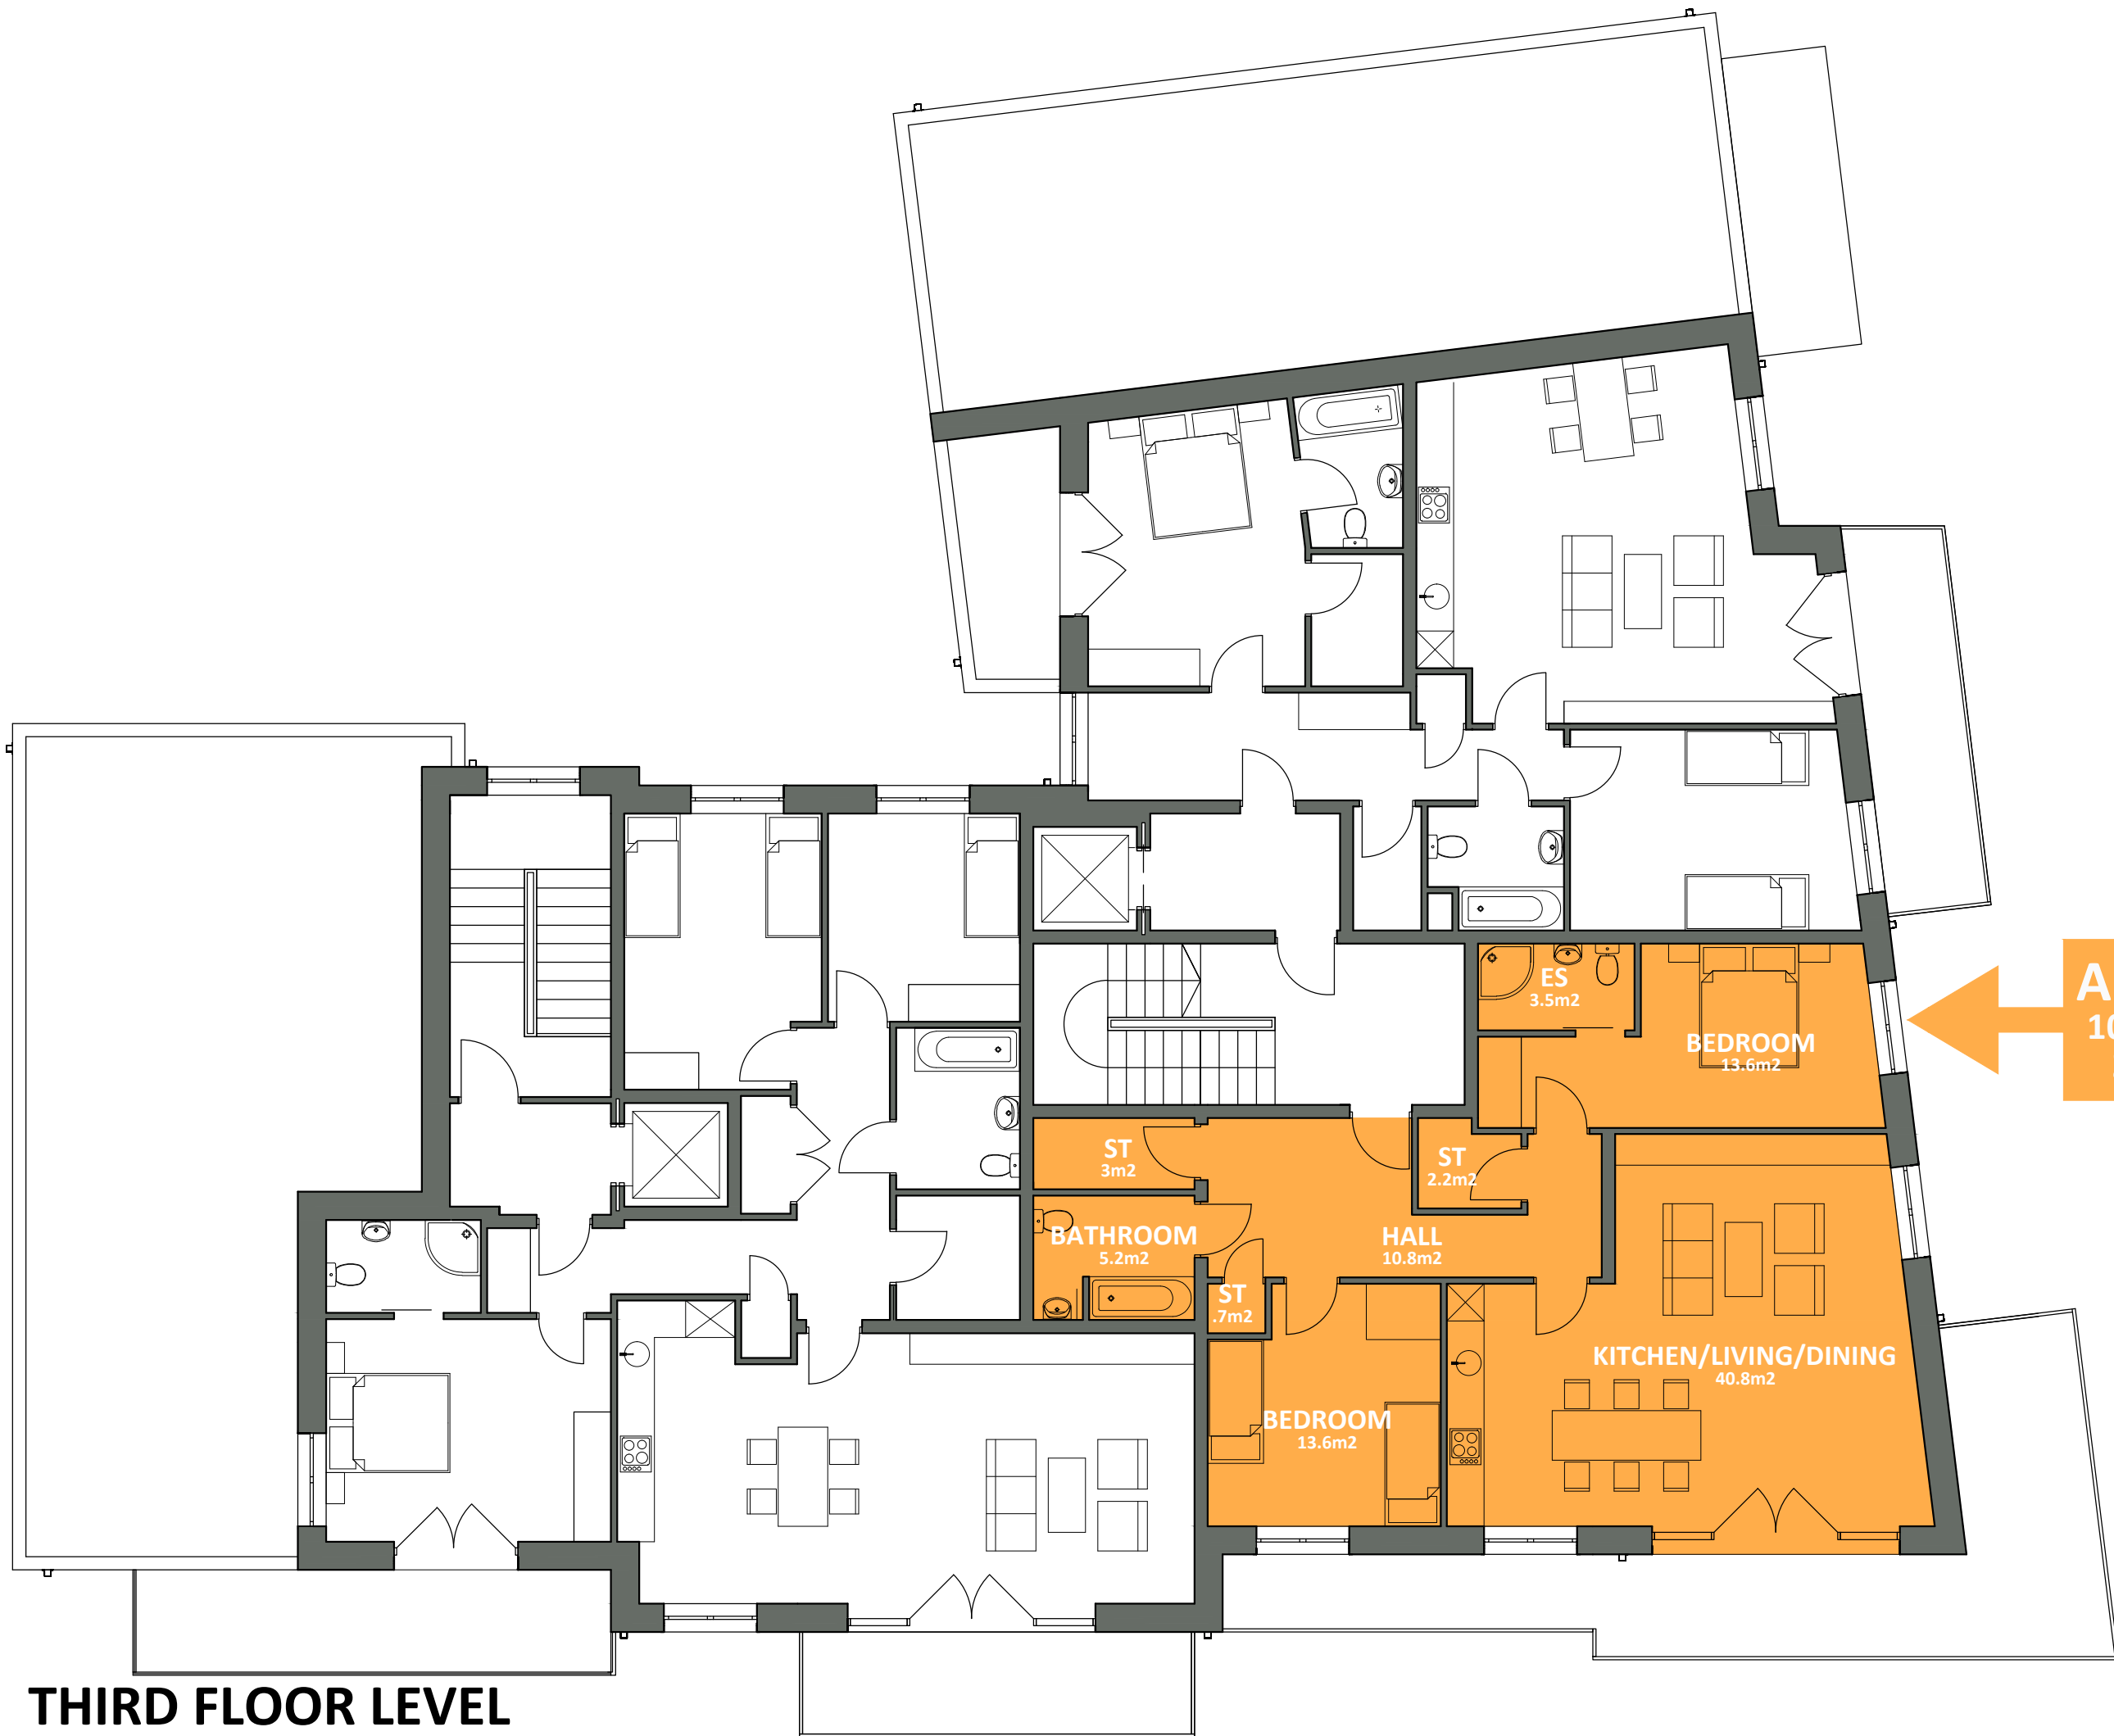 ES
3.5m2
BEDROOM
13.6m2
ST
3m2
ST
2.2m2
BATHROOM
5.2m2
HALL
10.8m2
ST
.7m2
KITCHEN/LIVING/DINING
40.8m2
BEDROOM
13.6m2
THIRD FLOOR LEVEL